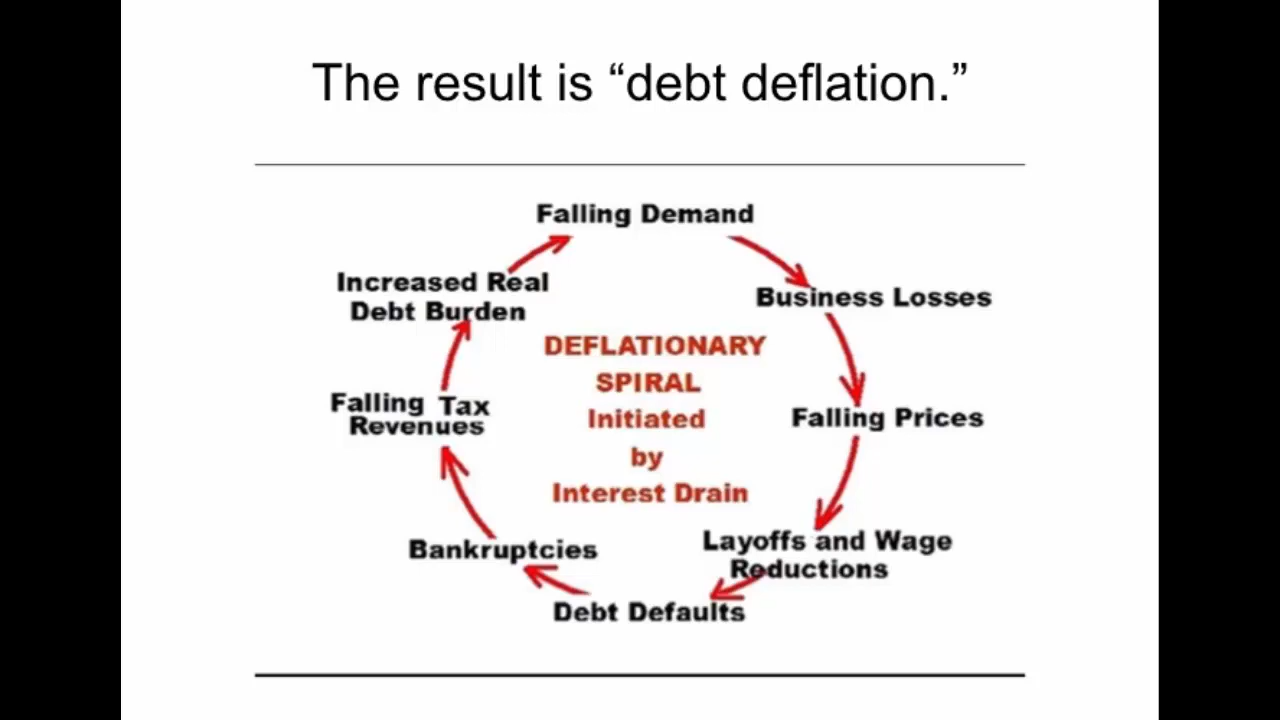 The result is “debt deflation.”
Falling Demand
Business Losses
Falling Prices
Layoffs and Wage
Reductions
Debt Defaults
Bankruptcies
Falling Tax
Revenues
Increased Real
Debt Burden
DEFLATIONARY
SPIRAL
Initiated
by
Interest Drain